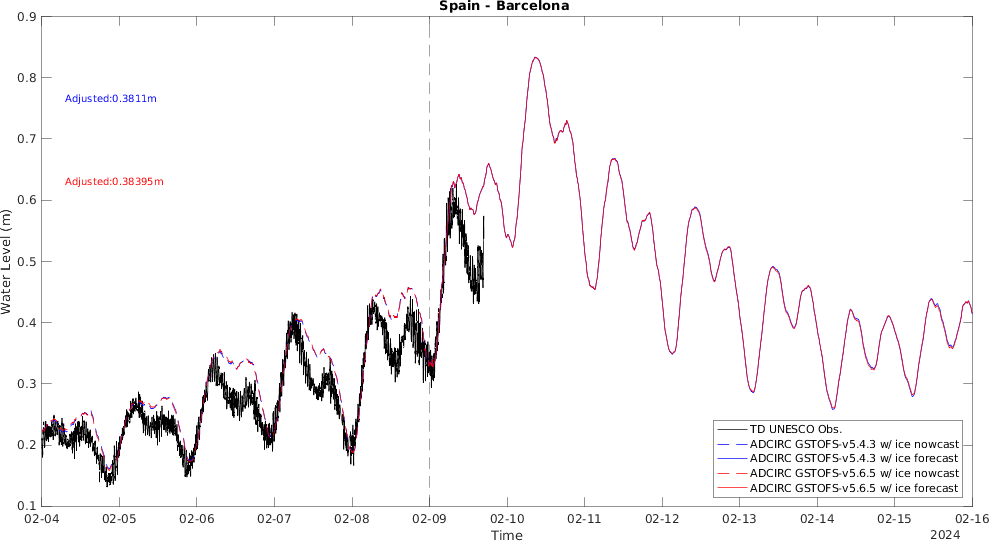 Spain - Barcelona
0.9
0.8
0.7
0.6
0.5
0.4
0.3
0.2
0.1
Water Level (m)
Adjusted:0.3811m
Adjusted:0.38395m
TD UNESCO Obs.
ADCIRC GSTOFS-v5.4.3 w/ ice nowcast
ADCIRC GSTOFS-v5.4.3 w/ ice forecast
ADCIRC GSTOFS-v5.6.5 w/ ice nowcast
ADCIRC GSTOFS-v5.6.5 w/ ice forecast
02-04 02-05 02-06 02-07 02-08 02-09 02-10 02-11 02-12 02-13 02-14 02-15 02-16
Time
2024